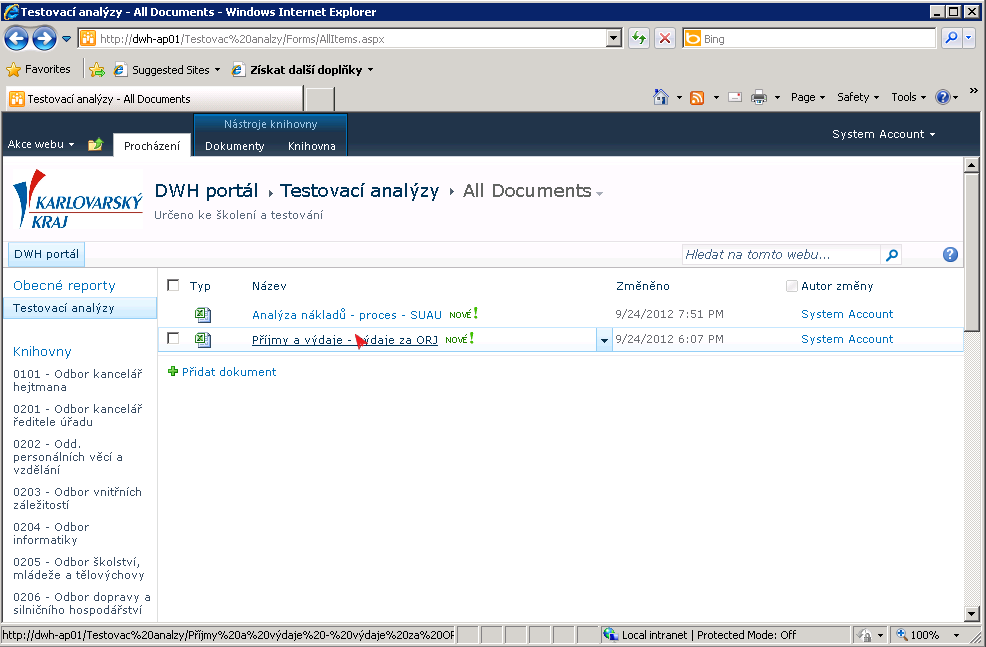 Testovací analýzy - All Documents - Windows Internet Explorer
http://dwh-ap01/Testovac%20analzy/Forms/AllItems.aspx
Bing
Favorites
Suggested Sites
Získat další doplňky
Testovací analýzy - All Documents
Page
Safety
Tools
»
Nástroje knihovny
System Account
Akce webu
Procházení
Dokumenty
Knihovna
KARLOVARSKÝ
KRAJ
DWH portál
Testovací analýzy
All Documents
Určeno ke školení a testování
DWH portál
Hledat na tomto webu...
Obecné reporty
Testovací analýzy
Knihovny
0101 - Odbor kancelář
hejtmana
0201 - Odbor kancelář
ředitele úřadu
0202 - Odd.
personálních věcí a
vzdělání
0203 - Odbor vnitřních
záležitostí
0204 - Odbor
informatiky
0205 - Odbor školství,
mládeže a tělovýchovy
0206 - Odbor dopravy a
silničního hospodářství
Typ
Název
Změněno
Autor změny
Analýza nákladů - proces - SUAU
NOVÉ!
9/24/2012 7:51 PM
System Account
Příjmy a výdaje - výdaje za ORJ
NOVÉ!
9/24/2012 6:07 PM
System Account
Přidat dokument
http://dwh-ap01/Testovac%20analzy/Příjmy%20a%20výdaje%20-%20výdaje%20za%20OR
Local intranet | Protected Mode: Off
100%